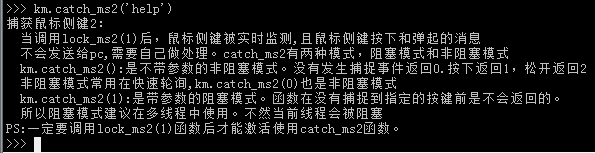 >>> km.catch_ms2('help')
捕获鼠标侧键2:
当调用lock_ms2(1)后，鼠标侧键被实时监测,且鼠标侧键按下和弹起的消息
不会发送给pc,需要自己做处理。catch_ms2有两种模式，阻塞模式和非阻塞模式
km.catch_ms2():是不带参数的非阻塞模式。没有发生捕捉事件返回0.按下返回1，松开返回2
非阻塞模式常用在快速轮询,km.catch_ms2(0)也是非阻塞模式
km.catch_ms2(1):是带参数的阻塞模式。函数在没有捕捉到指定的按键前是不会返回的。
所以阻塞模式建议在多线程中使用。不然当前线程会被阻塞
PS:一定要调用lock_ms2(1)函数后才能激活使用catch_ms2函数。
>>>